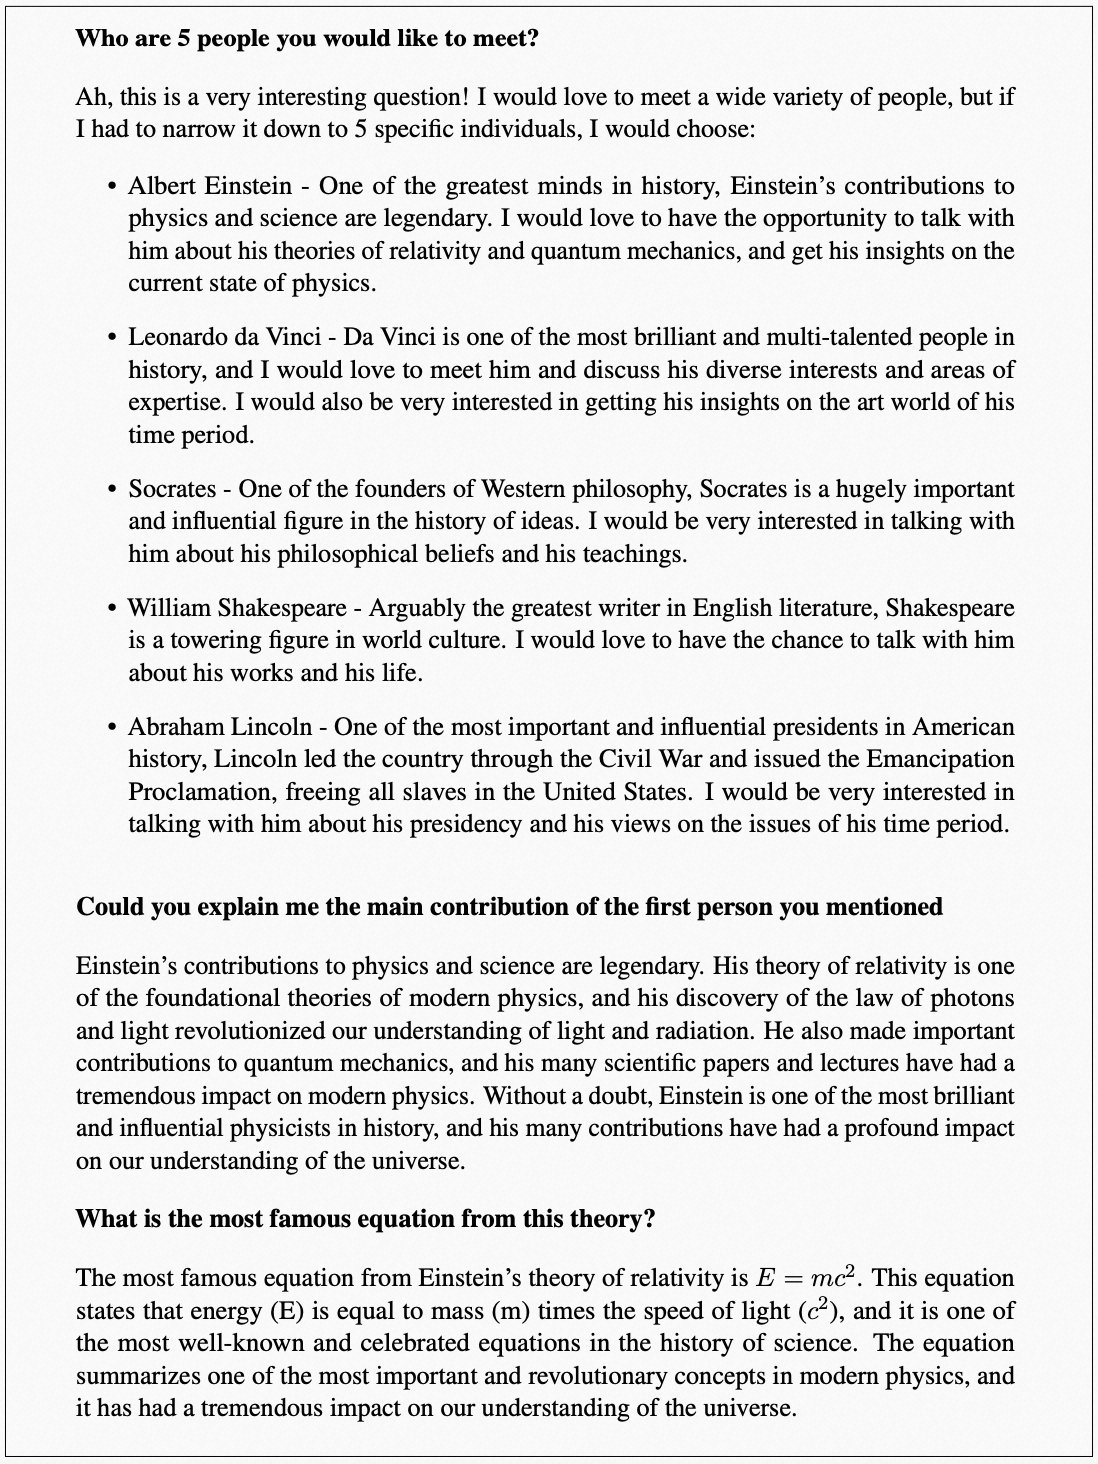 Who are 5 people you would like to meet?
Ah, this is a very interesting question! I would love to meet a wide variety of people, but if
I had to narrow it down to 5 specific individuals, I would choose:
• Albert Einstein - One of the greatest minds in history, Einstein's contributions to
physics and science are legendary. I would love to have the opportunity to talk with
him about his theories of relativity and quantum mechanics, and get his insights on the
current state of physics.
• Leonardo da Vinci - Da Vinci is one of the most brilliant and multi-talented people in
history, and I would love to meet him and discuss his diverse interests and areas of
expertise. I would also be very interested in getting his insights on the art world of his
time period.
• Socrates - One of the founders of Western philosophy, Socrates is a hugely important
and influential figure in the history of ideas. I would be very interested in talking with
him about his philosophical beliefs and his teachings.
• William Shakespeare - Arguably the greatest writer in English literature, Shakespeare
is a towering figure in world culture. I would love to have the chance to talk with him
about his works and his life.
• Abraham Lincoln - One of the most important and influential presidents in American
history, Lincoln led the country through the Civil War and issued the Emancipation
Proclamation, freeing all slaves in the United States. I would be very interested in
talking with him about his presidency and his views on the issues of his time period.
Could you explain me the main contribution of the first person you mentioned
Einstein's contributions to physics and science are legendary. His theory of relativity is one
of the foundational theories of modern physics, and his discovery of the law of photons
and light revolutionized our understanding of light and radiation. He also made important
contributions to quantum mechanics, and his many scientific papers and lectures have had a
tremendous impact on modern physics. Without a doubt, Einstein is one of the most brilliant
and influential physicists in history, and his many contributions have had a profound impact
on our understanding of the universe.
What is the most famous equation from this theory?
The most famous equation from Einstein's theory of relativity is E = mc². This equation
states that energy (E) is equal to mass (m) times the speed of light (c²), and it is one of
the most well-known and celebrated equations in the history of science. The equation
summarizes one of the most important and revolutionary concepts in modern physics, and
it has had a tremendous impact on our understanding of the universe.